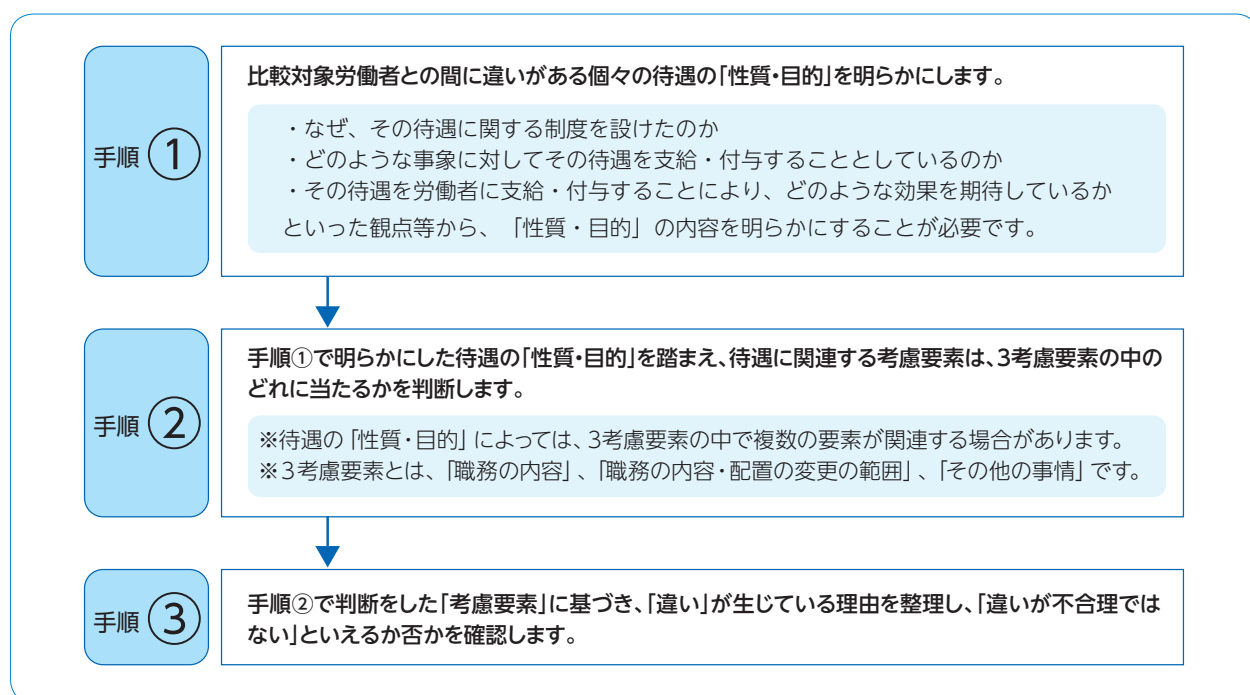 手順①
比較対象労働者との間に違いがある個々の待遇の「性質・目的」を明らかにします。
・なぜ、その待遇に関する制度を設けたのか
・どのような事象に対してその待遇を支給・付与することとしているのか
・その待遇を労働者に支給・付与することにより、どのような効果を期待しているか
といった観点等から、「性質・目的」の内容を明らかにすることが必要です。
手順②
手順①で明らかにした待遇の「性質・目的」を踏まえ、待遇に関連する考慮要素は、3考慮要素の中の
どれに当たるかを判断します。
※待遇の「性質・目的」によっては、3考慮要素の中で複数の要素が関連する場合があります。
※3考慮要素とは、「職務の内容」、「職務の内容・配置の変更の範囲」、「その他の事情」です。
手順③
手順②で判断をした「考慮要素」に基づき、「違い」が生じている理由を整理し、「違いが不合理では
ない」といえるか否かを確認します。